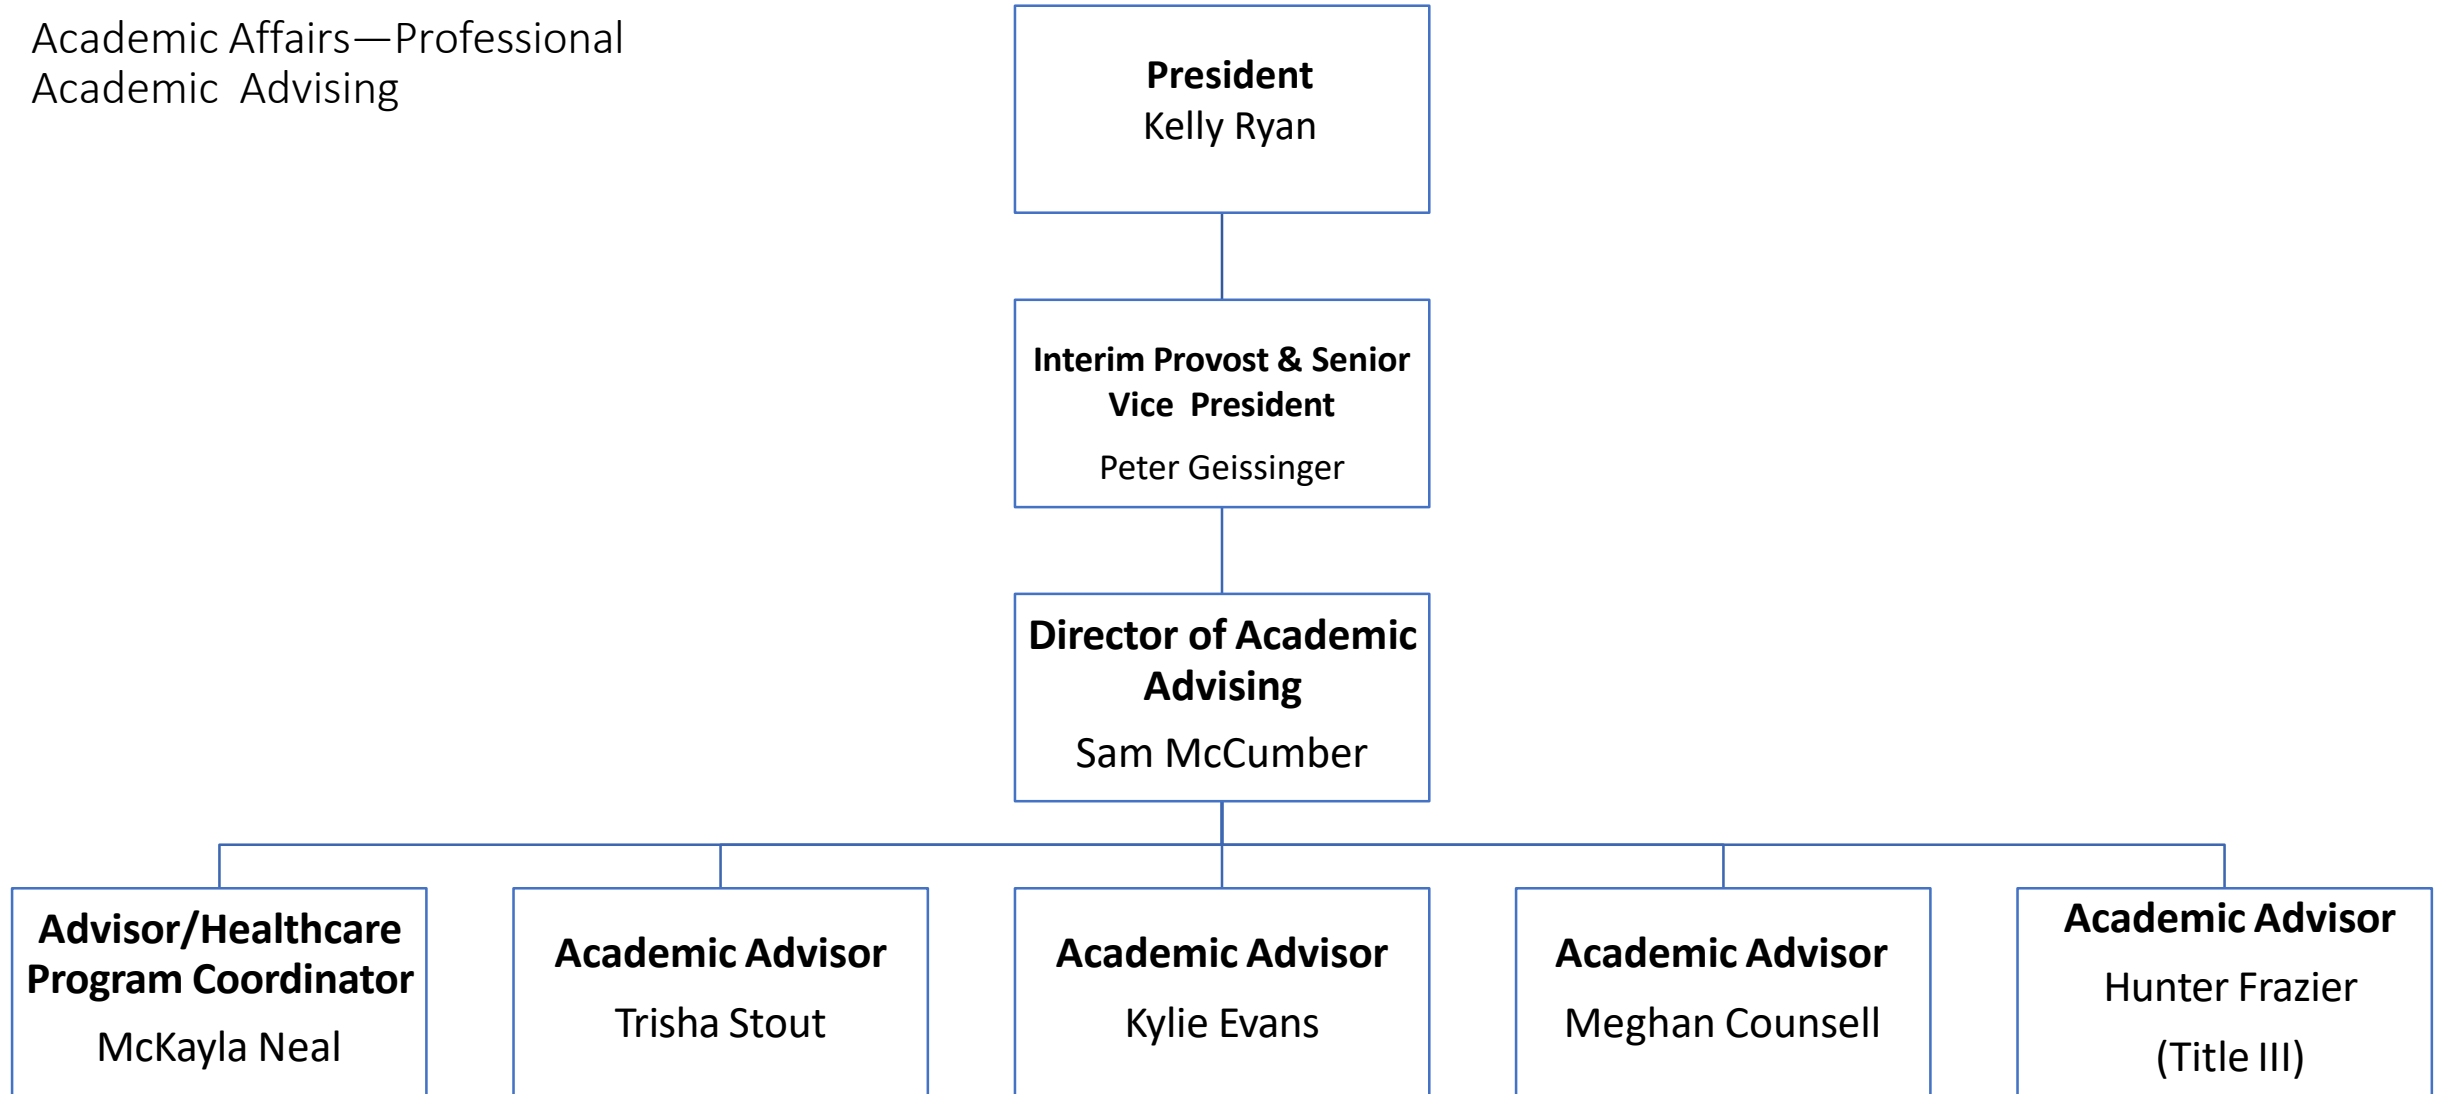 Academic Affairs—Professional
Academic Advising
President
Kelly Ryan
Interim Provost & Senior
Vice President
Peter Geissinger
Director of Academic
Advising
Sam McCumber
Advisor/Healthcare
Program Coordinator
McKayla Neal
Academic Advisor
Trisha Stout
Academic Advisor
Kylie Evans
Academic Advisor
Meghan Counsell
Academic Advisor
Hunter Frazier
(Title III)